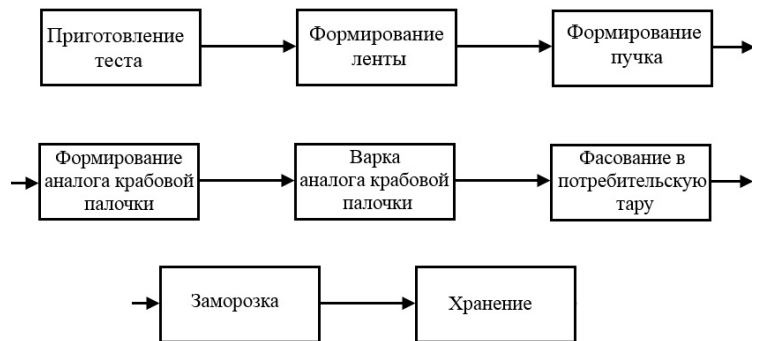 Приготовление
теста
Формирование
ленты
Формирование
пучка
Формирование
аналога крабовой
палочки
Варка
аналога крабовой
палочки
Фасование в
потребительскую
тару
Заморозка
Хранение